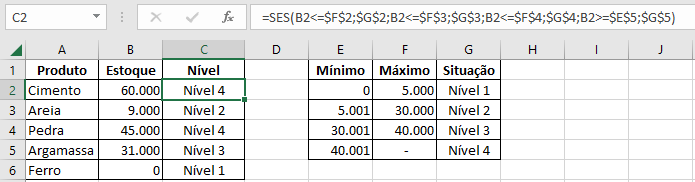 C2 fx =SES(B2<=$F$2;$G$2;B2<=$F$3;$G$3;B2<=$F$4;$G$4;B2>=$E$5;$G$5)
A B C D E F G H I J
1 Produto Estoque Nível Mínimo Máximo Situação
2 Cimento 60.000 Nível 4 0 5.000 Nível 1
3 Areia 9.000 Nível 2 5.001 30.000 Nível 2
4 Pedra 45.000 Nível 4 30.001 40.000 Nível 3
5 Argamassa 31.000 Nível 3 40.001 - Nível 4
6 Ferro 0 Nível 1